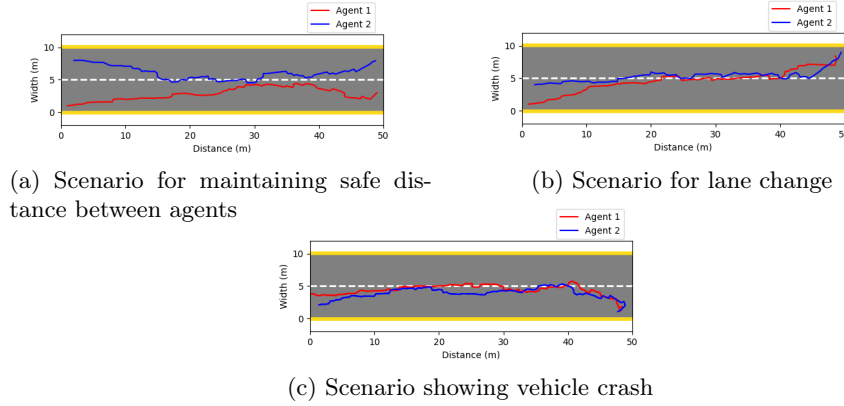 Agent 1
Agent 2
Width (m)
10
5
0
0 10 20 30 40 50
Distance (m)
(a) Scenario for maintaining safe dis-
tance between agents
Agent 1
Agent 2
Width (m)
10
5
0
0 10 20 30 40 50
Distance (m)
(b) Scenario for lane change
Agent 1
Agent 2
Width (m)
10
5
0
0 10 20 30 40 50
Distance (m)
(c) Scenario showing vehicle crash